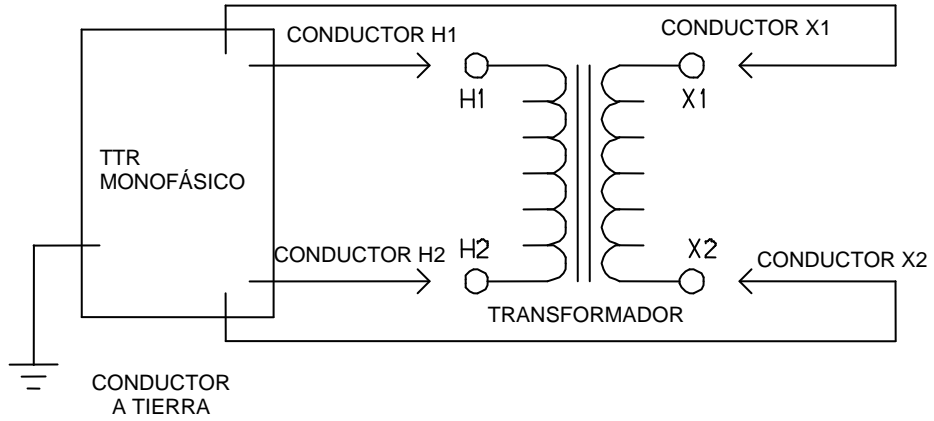 CONDUCTOR H1
CONDUCTOR X1
H1
X1
TTR
MONOFÁSICO
H2
X2
CONDUCTOR H2
CONDUCTOR X2
TRANSFORMADOR
CONDUCTOR
A TIERRA